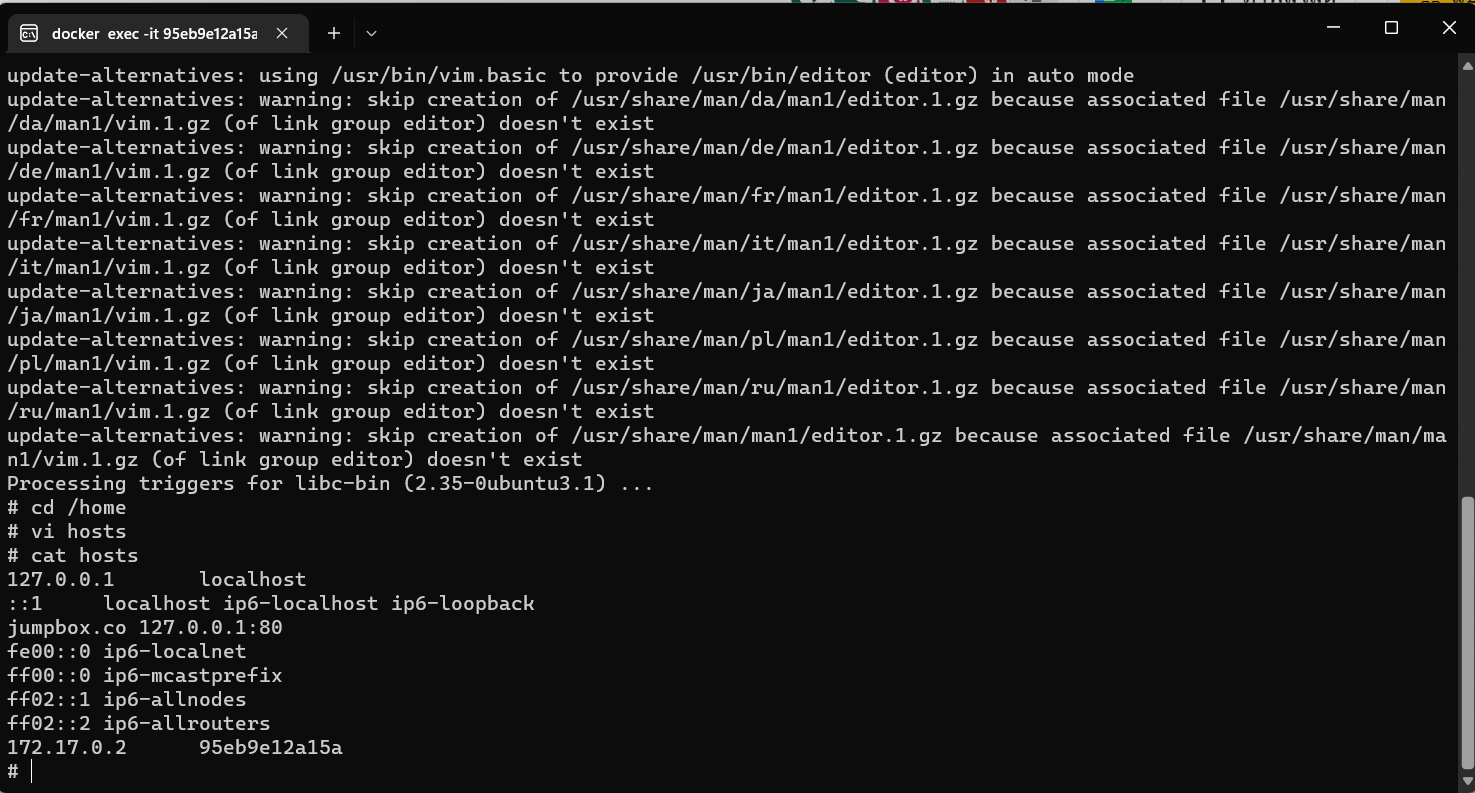 docker exec -it 95eb9e12a15a
update-alternatives: using /usr/bin/vim.basic to provide /usr/bin/editor (editor) in auto mode
update-alternatives: warning: skip creation of /usr/share/man/da/man1/editor.1.gz because associated file /usr/share/man
/da/man1/vim.1.gz (of link group editor) doesn't exist
update-alternatives: warning: skip creation of /usr/share/man/de/man1/editor.1.gz because associated file /usr/share/man
/de/man1/vim.1.gz (of link group editor) doesn't exist
update-alternatives: warning: skip creation of /usr/share/man/fr/man1/editor.1.gz because associated file /usr/share/man
/fr/man1/vim.1.gz (of link group editor) doesn't exist
update-alternatives: warning: skip creation of /usr/share/man/it/man1/editor.1.gz because associated file /usr/share/man
/it/man1/vim.1.gz (of link group editor) doesn't exist
update-alternatives: warning: skip creation of /usr/share/man/ja/man1/editor.1.gz because associated file /usr/share/man
/ja/man1/vim.1.gz (of link group editor) doesn't exist
update-alternatives: warning: skip creation of /usr/share/man/pl/man1/editor.1.gz because associated file /usr/share/man
/pl/man1/vim.1.gz (of link group editor) doesn't exist
update-alternatives: warning: skip creation of /usr/share/man/ru/man1/editor.1.gz because associated file /usr/share/man
/ru/man1/vim.1.gz (of link group editor) doesn't exist
update-alternatives: warning: skip creation of /usr/share/man/man1/editor.1.gz because associated file /usr/share/man/ma
n1/vim.1.gz (of link group editor) doesn't exist
Processing triggers for libc-bin (2.35-0ubuntu3.1) ...
# cd /home
# vi hosts
# cat hosts
127.0.0.1       localhost
::1     localhost ip6-localhost ip6-loopback
jumpbox.co 127.0.0.1:80
fe00::0 ip6-localnet
ff00::0 ip6-mcastprefix
ff02::1 ip6-allnodes
ff02::2 ip6-allrouters
172.17.0.2      95eb9e12a15a
#